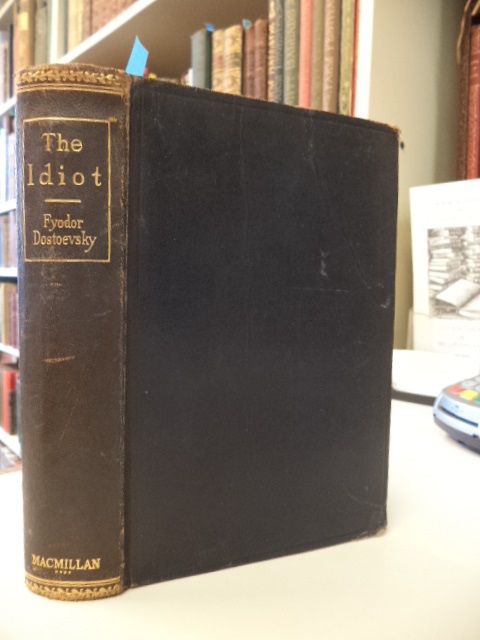 The
Idiot
Fyodor
Dostoevsky
MACMILLAN